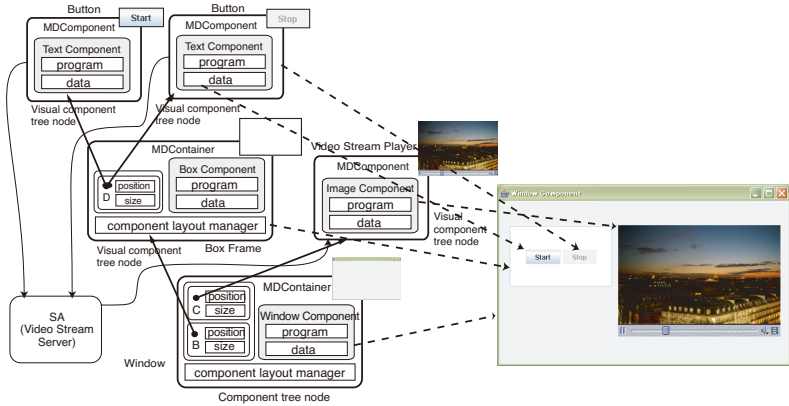 Button
Start
MDComponent
Text Component
program
data
Visual component
tree node
Button
Stop
MDComponent
Text Component
program
data
Visual component
tree node
MDContainer
D
position
size
Box Component
program
data
component layout manager
Box Frame
Visual component
tree node
Video Stream Player
MDComponent
Image Component
program
data
Visual
component
tree node
SA
(Video Stream
Server)
MDContainer
C
position
size
B
position
size
Window Component
program
data
component layout manager
Window
Component tree node
Window Component
Start
Stop